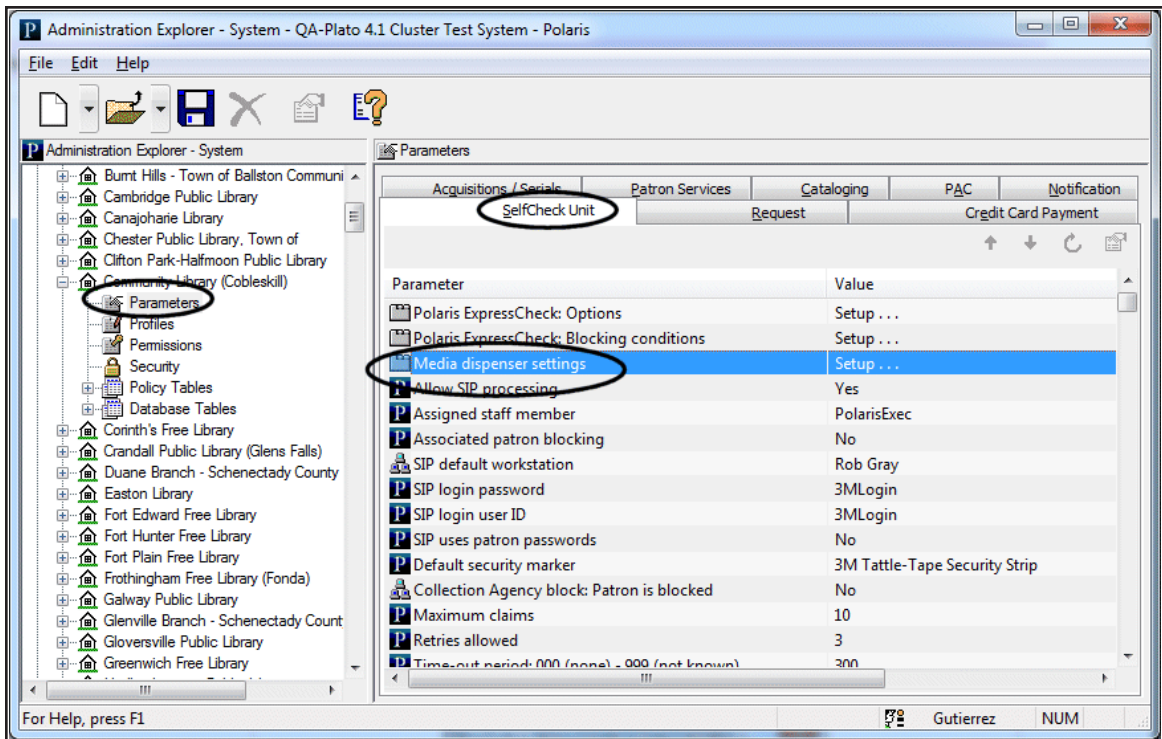 Administration Explorer - System - QA-Plato 4.1 Cluster Test System - Polaris
File Edit Help
Administration Explorer - System
Burnt Hills - Town of Ballston Communi
Cambridge Public Library
Canajoharie Library
Chester Public Library, Town of
Clifton Park-Halfmoon Public Library
Community Library (Cobleskill)
Parameters
Profiles
Permissions
Security
Policy Tables
Database Tables
Corinth's Free Library
Crandall Public Library (Glens Falls)
Duane Branch - Schenectady County
Easton Library
Fort Edward Free Library
Fort Hunter Free Library
Fort Plain Free Library
Frothingham Free Library (Fonda)
Galway Public Library
Glenville Branch - Schenectady Count
Gloversville Public Library
Greenwich Free Library
Parameters
Acquisitions / Serials Patron Services Cataloging PAC Notification
SelfCheck Unit Request Credit Card Payment
Parameter Value
Polaris ExpressCheck: Options Setup . . .
Polaris ExpressCheck: Blocking conditions Setup . . .
Media dispenser settings Setup . . .
Allow SIP processing Yes
Assigned staff member PolarisExec
Associated patron blocking No
SIP default workstation Rob Gray
SIP login password 3MLogin
SIP login user ID 3MLogin
SIP uses patron passwords No
Default security marker 3M Tattle-Tape Security Strip
Collection Agency block: Patron is blocked No
Maximum claims 10
Retries allowed 3
Time-out period: 000 (none) - 999 (not known) 300
For Help, press F1
Gutierrez NUM